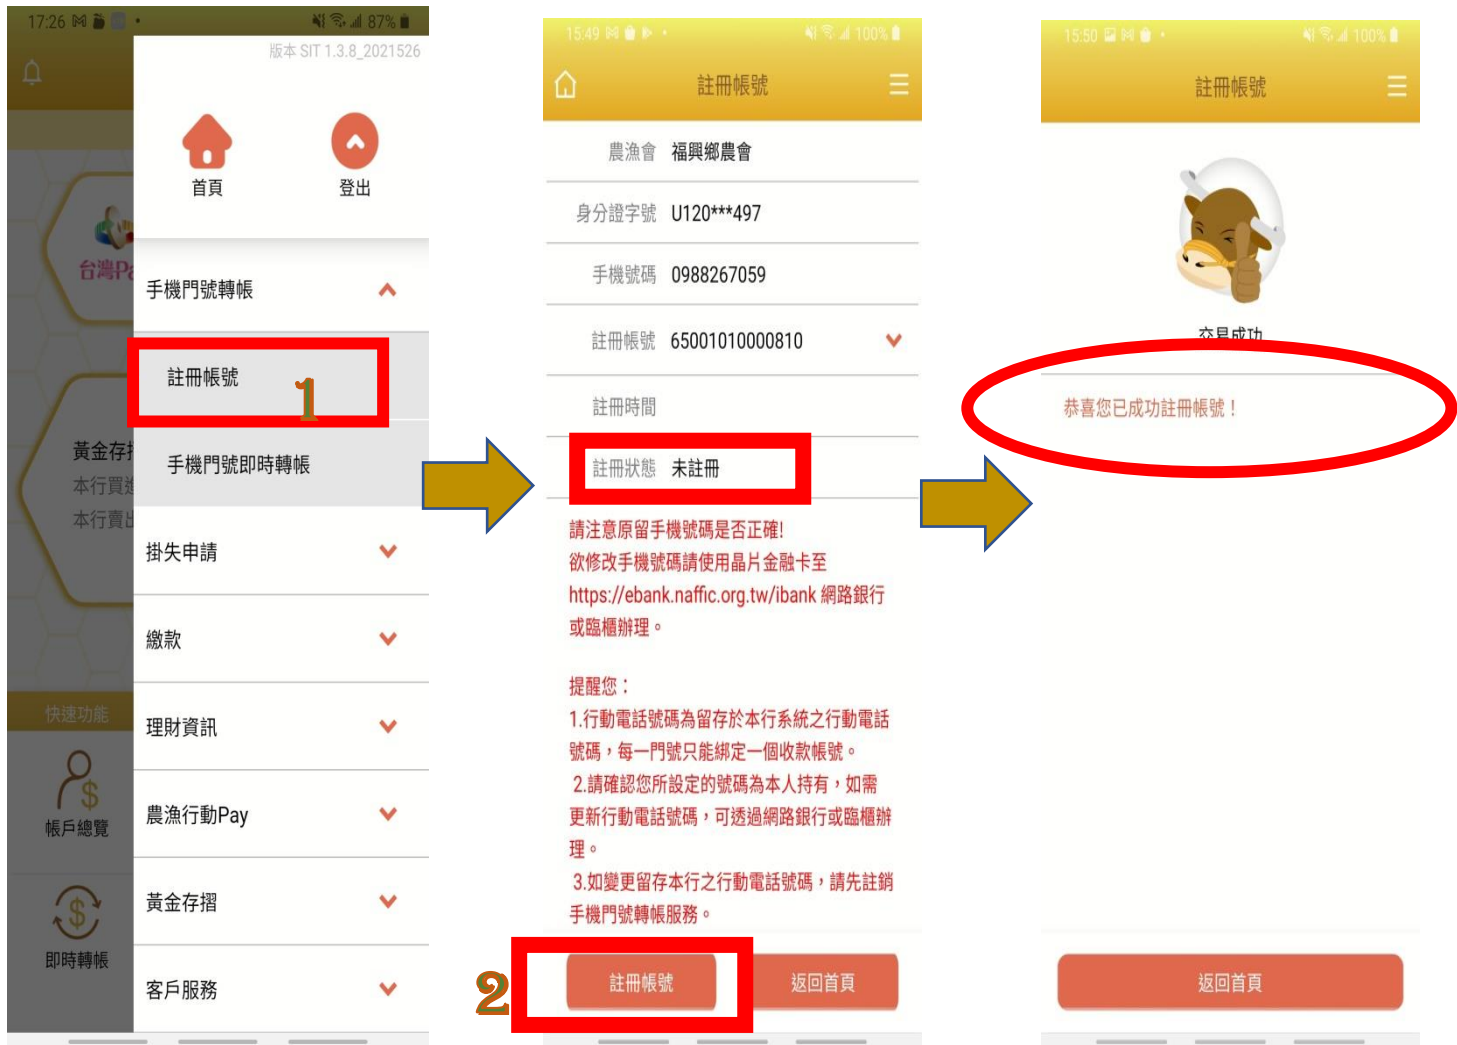 17:26
87%
版本 SIT 1.3.8_2021526
首頁
登出
台灣Pa
手機門號轉帳
註冊帳號
1
手機門號即時轉帳
黃金存摺
本行買進
本行賣出
掛失申請
繳款
理財資訊
農漁行動Pay
黃金存摺
客戶服務
快速功能
帳戶總覽
即時轉帳
15:49
100%
註冊帳號
農漁會 福興鄉農會
身分證字號 U120***497
手機號碼 0988267059
註冊帳號 65001010000810
註冊時間
註冊狀態 未註冊
請注意原留手機號碼是否正確!
欲修改手機號碼請使用晶片金融卡至
https://ebank.naffic.org.tw/ibank 網路銀行
或臨櫃辦理。
提醒您：
1.行動電話號碼為留存於本行系統之行動電話
號碼，每一門號只能綁定一個收款帳號。
2.請確認您所設定的號碼為本人持有，如需
更新行動電話號碼，可透過網路銀行或臨櫃辦
理。
3.如變更留存本行之行動電話號碼，請先註銷
手機門號轉帳服務。
2
註冊帳號
返回首頁
15:50
100%
註冊帳號
交易成功
恭喜您已成功註冊帳號！
返回首頁